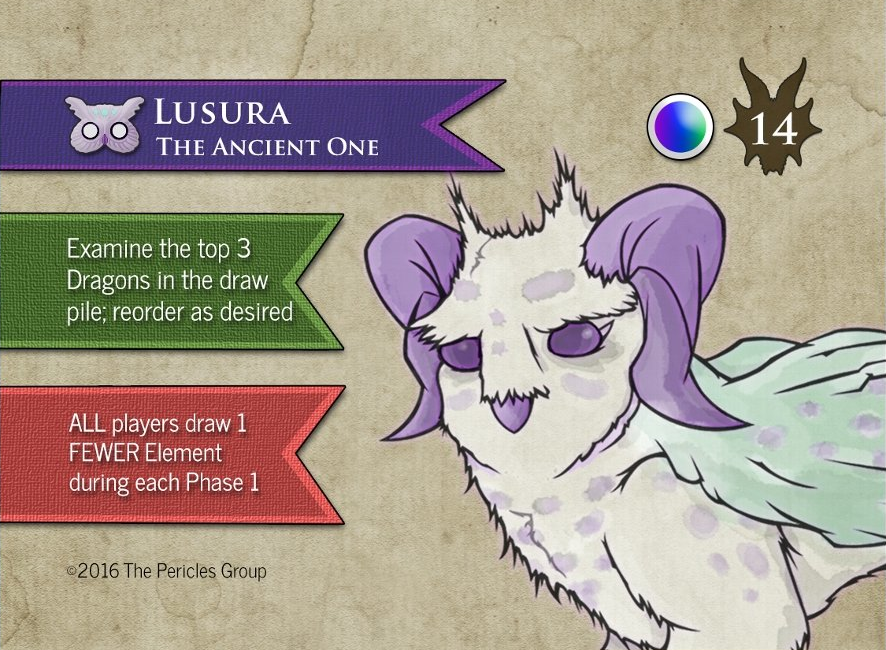 Lusura
The Ancient One
14
Examine the top 3
Dragons in the draw
pile; reorder as desired
ALL players draw 1
FEWER Element
during each Phase 1
©2016 The Pericles Group